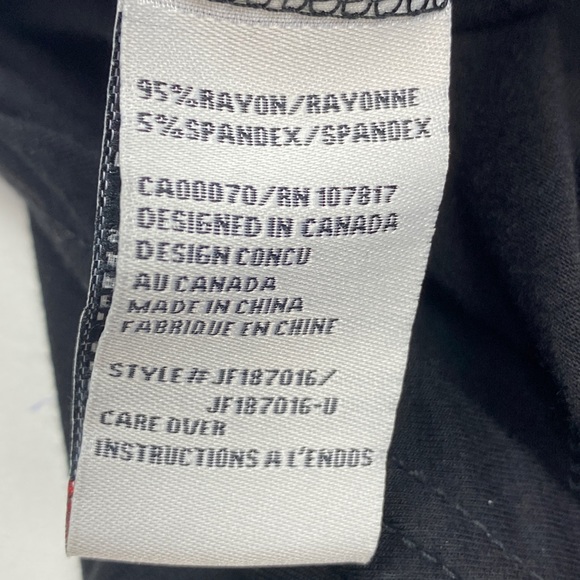 95%RAYON/RAYONNE
5%SPANDEX/SPANDEX
CA00070/RN 107817
DESIGNED IN CANADA
DESIGN CONCU
AU CANADA
MADE IN CHINA
FABRIQUE EN CHINE
STYLE# JF187016/
JF187016-U
CARE OVER
INSTRUCTIONS A L'ENDOS